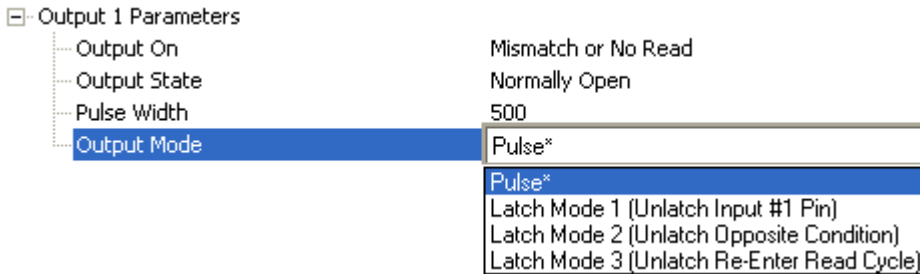 Output 1 Parameters
Output On Mismatch or No Read
Output State Normally Open
Pulse Width 500
Output Mode Pulse*
Pulse*
Latch Mode 1 (Unlatch Input #1 Pin)
Latch Mode 2 (Unlatch Opposite Condition)
Latch Mode 3 (Unlatch Re-Enter Read Cycle)